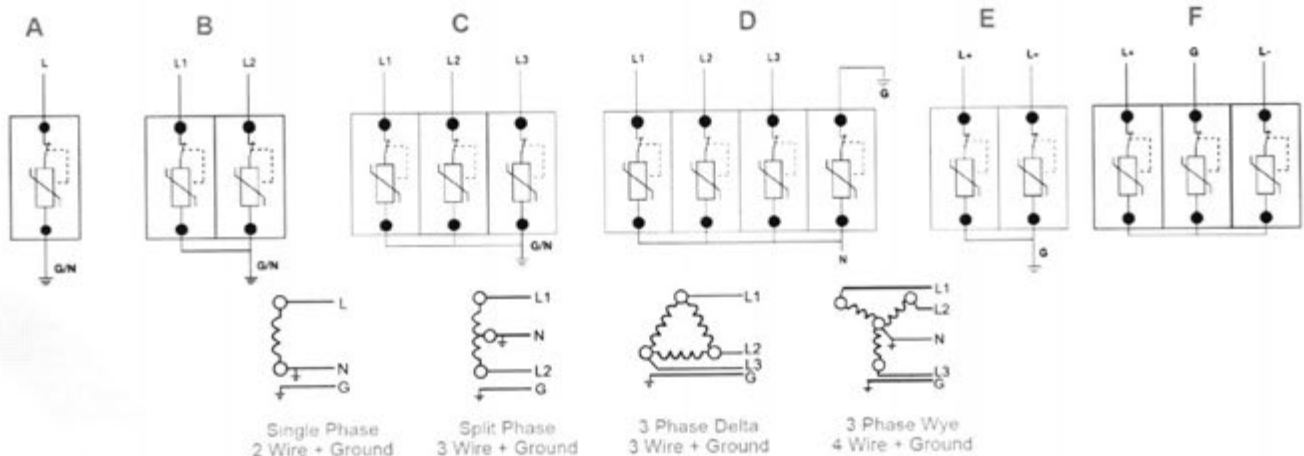 A B C D E F
L L1 L2 L1 L2 L3 L1 L2 L3 G L+ L- L+ G L-
G/N G/N G/N N G
L
N
G
Single Phase
2 Wire + Ground
L1
N
L2
G
Split Phase
3 Wire + Ground
L1
L2
L3
G
3 Phase Delta
3 Wire + Ground
L1
L2
N
L3
G
3 Phase Wye
4 Wire + Ground